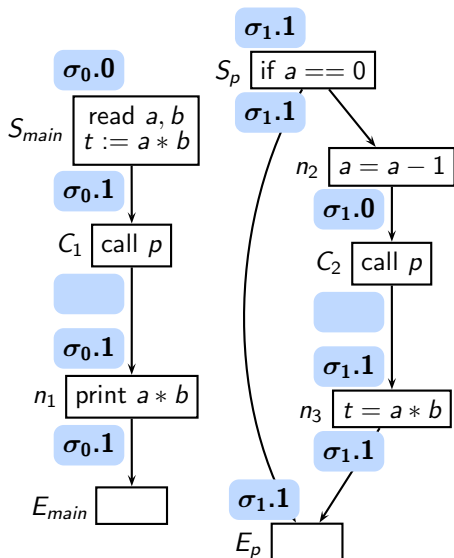 σ₀.0
S_main
read a, b
t := a ∗ b
σ₀.1
C₁
call p
σ₀.1
n₁
print a ∗ b
σ₀.1
E_main
σ₁.1
S_p
if a == 0
σ₁.1
n₂
a = a − 1
σ₁.0
C₂
call p
σ₁.1
n₃
t = a ∗ b
σ₁.1
σ₁.1
E_p